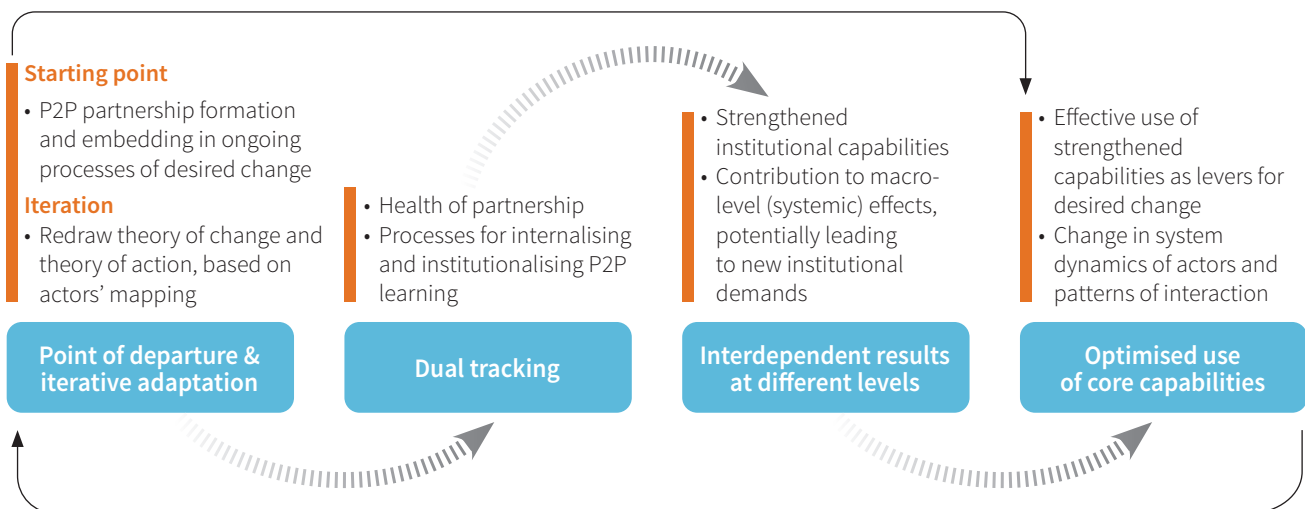 Starting point
• P2P partnership formation
and embedding in ongoing
processes of desired change
Iteration
• Redraw theory of change and
theory of action, based on
actors’ mapping
Point of departure &
iterative adaptation
• Health of partnership
• Processes for internalising
and institutionalising P2P
learning
Dual tracking
• Strengthened
institutional capabilities
• Contribution to macro-
level (systemic) effects,
potentially leading
to new institutional
demands
Interdependent results
at different levels
• Effective use of
strengthened
capabilities as levers for
desired change
• Change in system
dynamics of actors and
patterns of interaction
Optimised use
of core capabilities